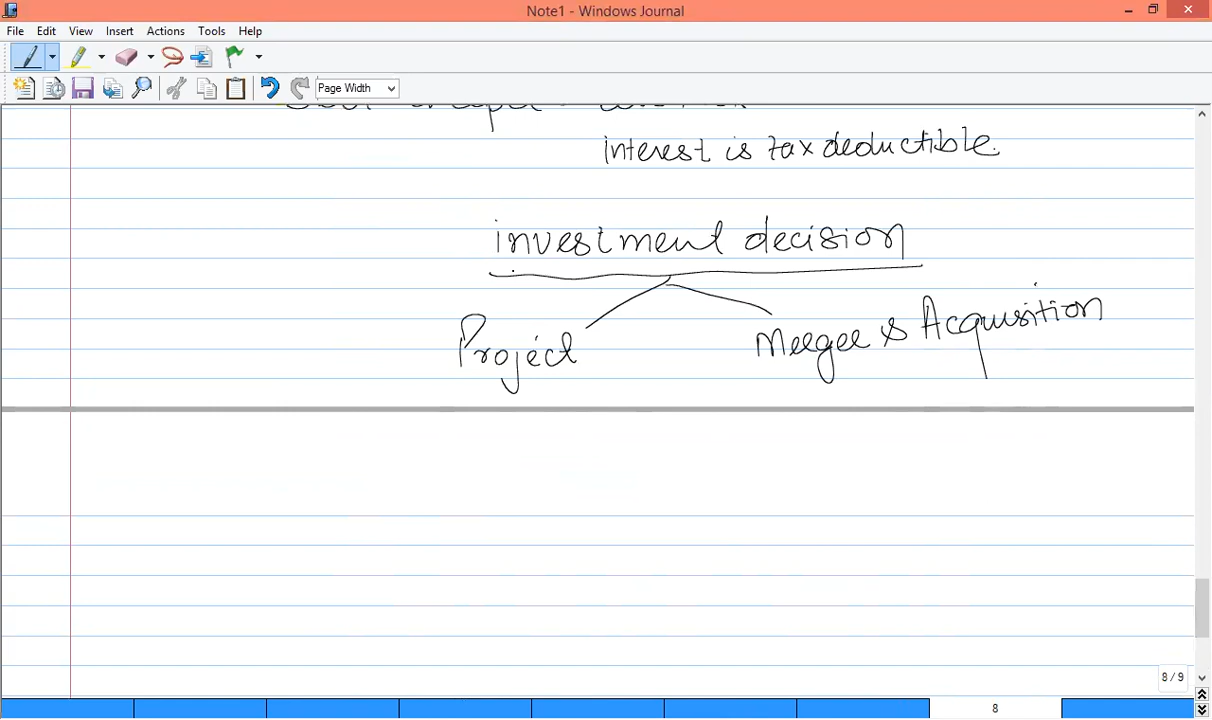 Note1 - Windows Journal
File Edit View Insert Actions Tools Help
Page Width
interest is tax deductible.
investment decision
Project
Merger & Acquisition
8 / 9
8